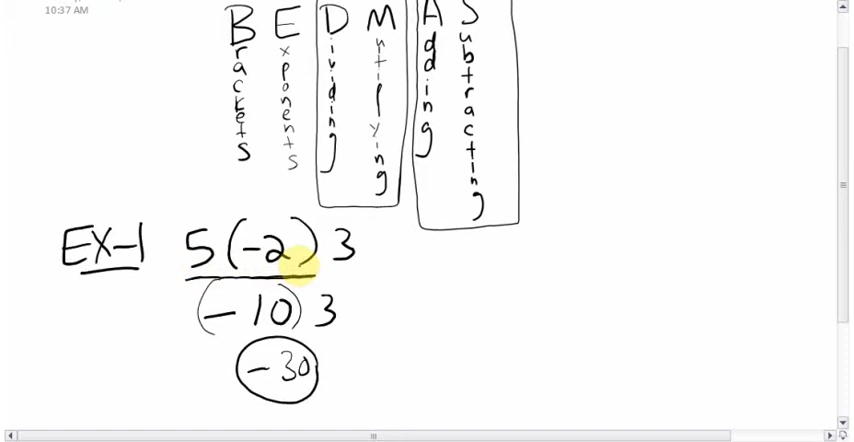 10:37 AM
Brackets Exponents Dividing Multiplying Adding Subtracting
EX-1 5(-2)3
(-10)3
-30